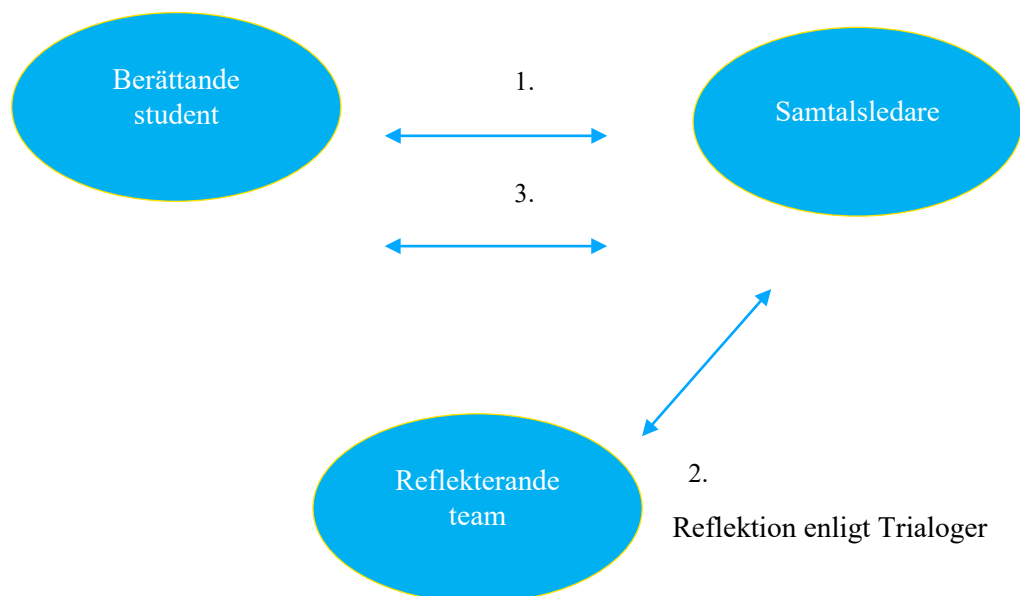 Berättande
student
1.
Samtalsledare
3.
Reflekterande
team
2.
Reflektion enligt Trialoger